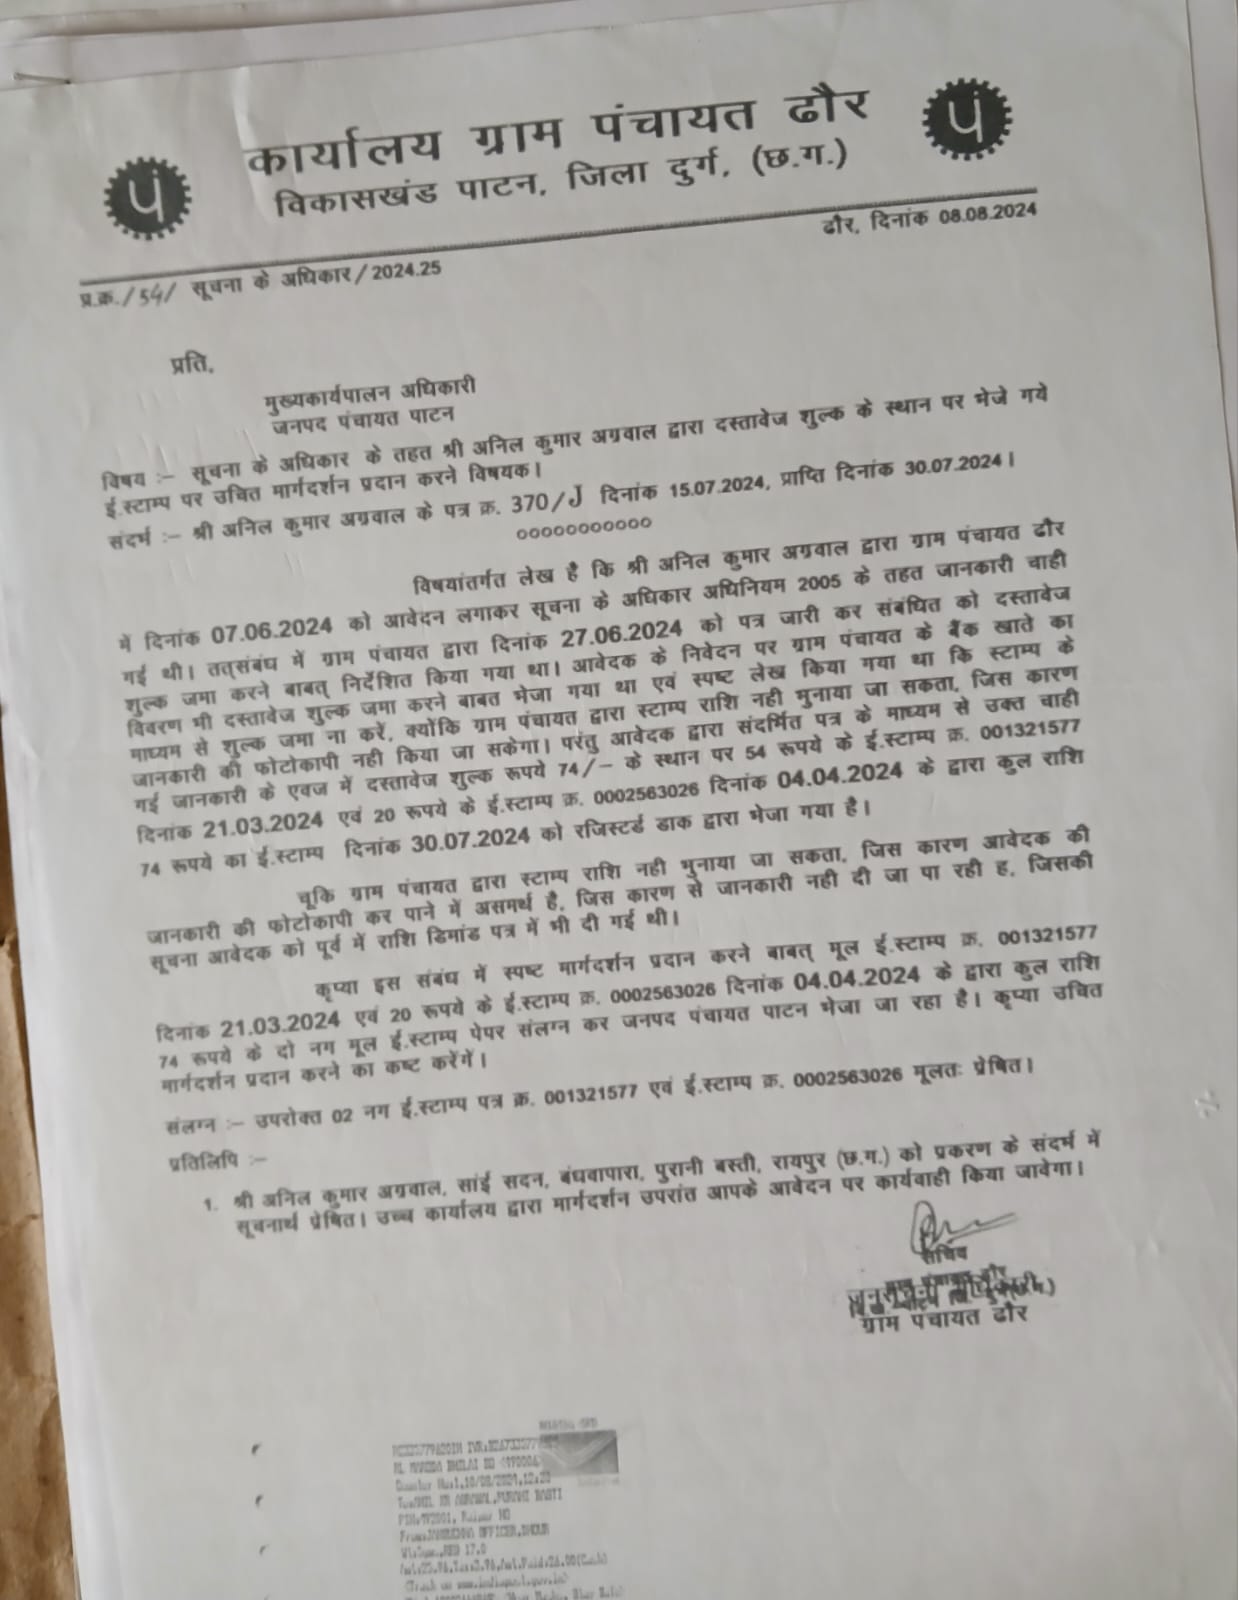 कार्यालय ग्राम पंचायत ढौर
विकासखंड पाटन, जिला दुर्ग, (छ.ग.)
ढौर, दिनांक 08.08.2024
प्र.क्र./54/ सूचना के अधिकार/2024.25
प्रति,
मुख्यकार्यपालन अधिकारी
जनपद पंचायत पाटन
विषय :– सूचना के अधिकार के तहत श्री अनिल कुमार अग्रवाल द्वारा दस्तावेज शुल्क के स्थान पर भेजे गये
ई.स्टाम्प पर उचित मार्गदर्शन प्रदान करने विषयक।
संदर्भ :– श्री अनिल कुमार अग्रवाल के पत्र क्र. 370/J दिनांक 15.07.2024, प्राप्ति दिनांक 30.07.2024।
ooooooooooo
विषयांतर्गत लेख है कि श्री अनिल कुमार अग्रवाल द्वारा ग्राम पंचायत ढौर
में दिनांक 07.06.2024 को आवेदन लगाकर सूचना के अधिकार अधिनियम 2005 के तहत जानकारी चाही
गई थी। तत्संबंध में ग्राम पंचायत द्वारा दिनांक 27.06.2024 को पत्र जारी कर संबंधित को दस्तावेज
शुल्क जमा करने बाबत् निर्देशित किया गया था। आवेदक के निवेदन पर ग्राम पंचायत के बैंक खाते का
विवरण भी दस्तावेज शुल्क जमा करने बाबत भेजा गया था एवं स्पष्ट लेख किया गया था कि स्टाम्प के
माध्यम से शुल्क जमा ना करें, क्योंकि ग्राम पंचायत द्वारा स्टाम्प राशि नही भुनाया जा सकता, जिस कारण
जानकारी की फोटोकापी नही किया जा सकेगा। परंतु आवेदक द्वारा संदर्भित पत्र के माध्यम से उक्त चाही
गई जानकारी के एवज में दस्तावेज शुल्क रूपये 74/– के स्थान पर 54 रूपये के ई.स्टाम्प क्र. 001321577
दिनांक 21.03.2024 एवं 20 रूपये के ई.स्टाम्प क्र. 0002563026 दिनांक 04.04.2024 के द्वारा कुल राशि
74 रूपये का ई.स्टाम्प दिनांक 30.07.2024 को रजिस्टर्ड डाक द्वारा भेजा गया है।
चूकि ग्राम पंचायत द्वारा स्टाम्प राशि नही भुनाया जा सकता, जिस कारण आवेदक की
जानकारी की फोटोकापी कर पाने में असमर्थ है, जिस कारण से जानकारी नही दी जा पा रही ह, जिसकी
सूचना आवेदक को पूर्व में राशि डिमांड पत्र में भी दी गई थी।
कृप्या इस संबंध में स्पष्ट मार्गदर्शन प्रदान करने बाबत् मूल ई.स्टाम्प क्र. 001321577
दिनांक 21.03.2024 एवं 20 रूपये के ई.स्टाम्प क्र. 0002563026 दिनांक 04.04.2024 के द्वारा कुल राशि
74 रूपये के दो नग मूल ई.स्टाम्प पेपर संलग्न कर जनपद पंचायत पाटन भेजा जा रहा है। कृप्या उचित
मार्गदर्शन प्रदान करने का कष्ट करेंगें।
संलग्न :– उपरोक्त 02 नग ई.स्टाम्प पत्र क्र. 001321577 एवं ई.स्टाम्प क्र. 0002563026 मूलतः प्रेषित।
प्रतिलिपि :–
1. श्री अनिल कुमार अग्रवाल, सांई सदन, बंधवापारा, पुरानी बस्ती, रायपुर (छ.ग.) को प्रकरण के संदर्भ में
सूचनार्थ प्रेषित। उच्च कार्यालय द्वारा मार्गदर्शन उपरांत आपके आवेदन पर कार्यवाही किया जावेगा।
सचिव
ग्राम पंचायत ढौर
जनसूचना अधिकारी
ग्राम पंचायत ढौर
PIN:492001, Raipur HO